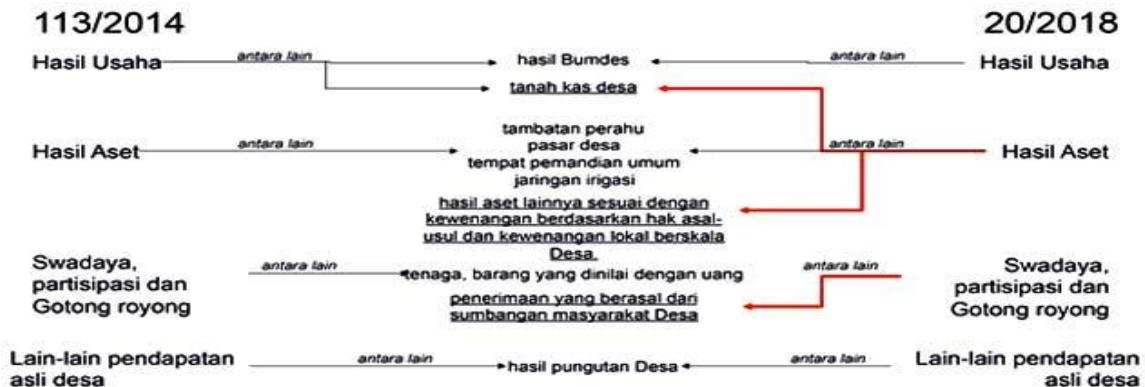 113/2014
20/2018
Hasil Usaha
antara lain
hasil Bumdes
antara lain
Hasil Usaha
tanah kas desa
Hasil Aset
antara lain
tambatan perahu
pasar desa
tempat pemandian umum
jaringan irigasi
antara lain
Hasil Aset
hasil aset lainnya sesuai dengan
kewenangan berdasarkan hak asal-
usul dan kewenangan lokal berskala
Desa.
Swadaya,
partisipasi dan
Gotong royong
antara lain
tenaga, barang yang dinilai dengan uang
penerimaan yang berasal dari
sumbangan masyarakat Desa
antara lain
Swadaya,
partisipasi dan
Gotong royong
Lain-lain pendapatan
asli desa
antara lain
hasil pungutan Desa
antara lain
Lain-lain pendapatan
asli desa